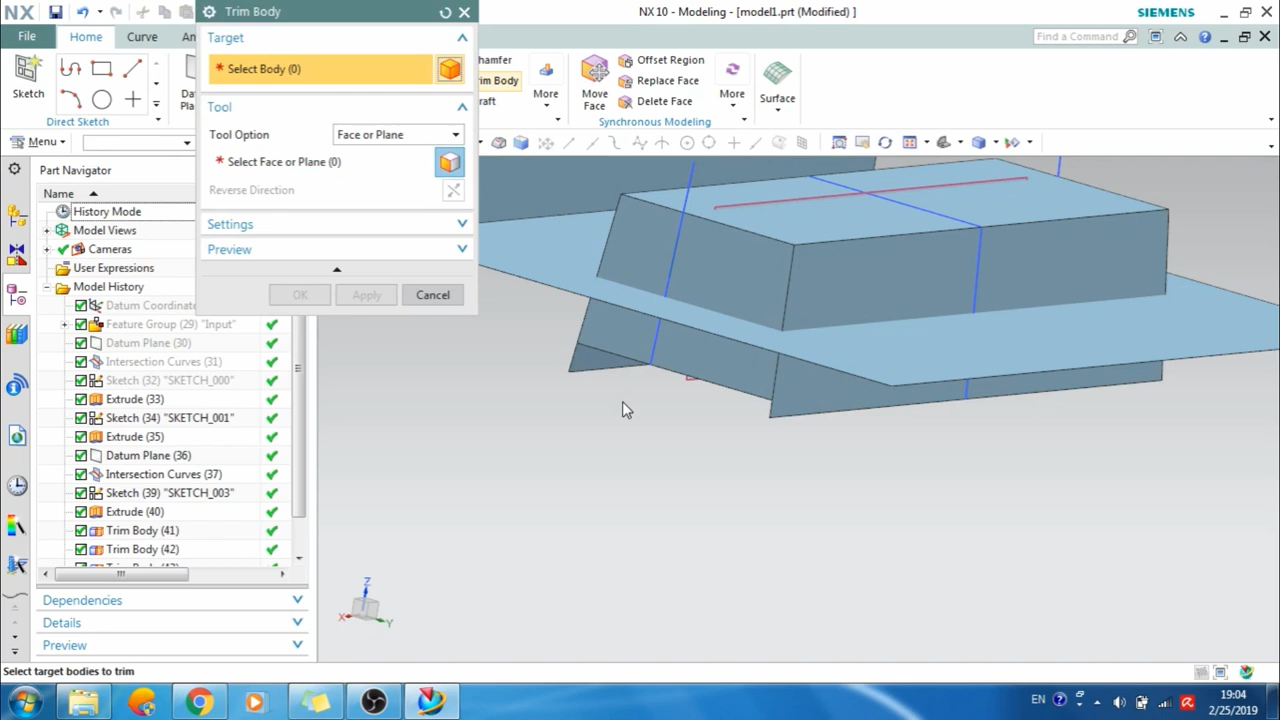 NX
NX 10 - Modeling - [model1.prt (Modified) ]
SIEMENS
Trim Body
File
Home
Curve
An
Find a Command
Target
* Select Body (0)
Tool
Tool Option
Face or Plane
* Select Face or Plane (0)
Reverse Direction
Settings
Preview
OK
Apply
Cancel
Sketch
Direct Sketch
Da
Pla
hamfer
rim Body
raft
More
Move
Face
Offset Region
Replace Face
Delete Face
More
Surface
Synchronous Modeling
Menu
Part Navigator
Name
History Mode
Model Views
Cameras
User Expressions
Model History
Datum Coordina
Feature Group (29) "Input"
Datum Plane (30)
Intersection Curves (31)
Sketch (32) "SKETCH_000"
Extrude (33)
Sketch (34) "SKETCH_001"
Extrude (35)
Datum Plane (36)
Intersection Curves (37)
Sketch (39) "SKETCH_003"
Extrude (40)
Trim Body (41)
Trim Body (42)
Dependencies
Details
Preview
Z
X
Y
Select target bodies to trim
EN
19:04
2/25/2019